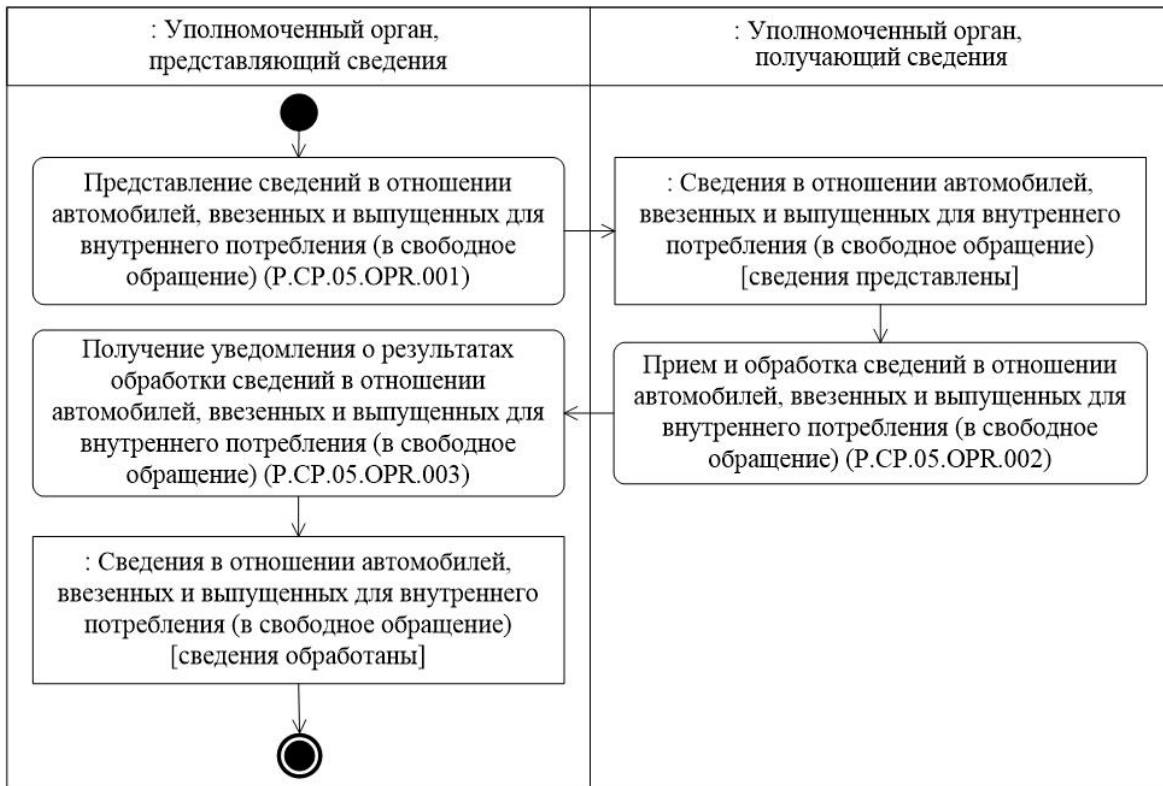 : Уполномоченный орган,
представляющий сведения
: Уполномоченный орган,
получающий сведения
Представление сведений в отношении
автомобилей, ввезенных и выпущенных для
внутреннего потребления (в свободное
обращение) (P.CP.05.OPR.001)
: Сведения в отношении автомобилей,
ввезенных и выпущенных для внутреннего
потребления (в свободное обращение)
[сведения представлены]
Прием и обработка сведений в отношении
автомобилей, ввезенных и выпущенных для
внутреннего потребления (в свободное
обращение) (P.CP.05.OPR.002)
Получение уведомления о результатах
обработки сведений в отношении
автомобилей, ввезенных и выпущенных для
внутреннего потребления (в свободное
обращение) (P.CP.05.OPR.003)
: Сведения в отношении автомобилей,
ввезенных и выпущенных для внутреннего
потребления (в свободное обращение)
[сведения обработаны]